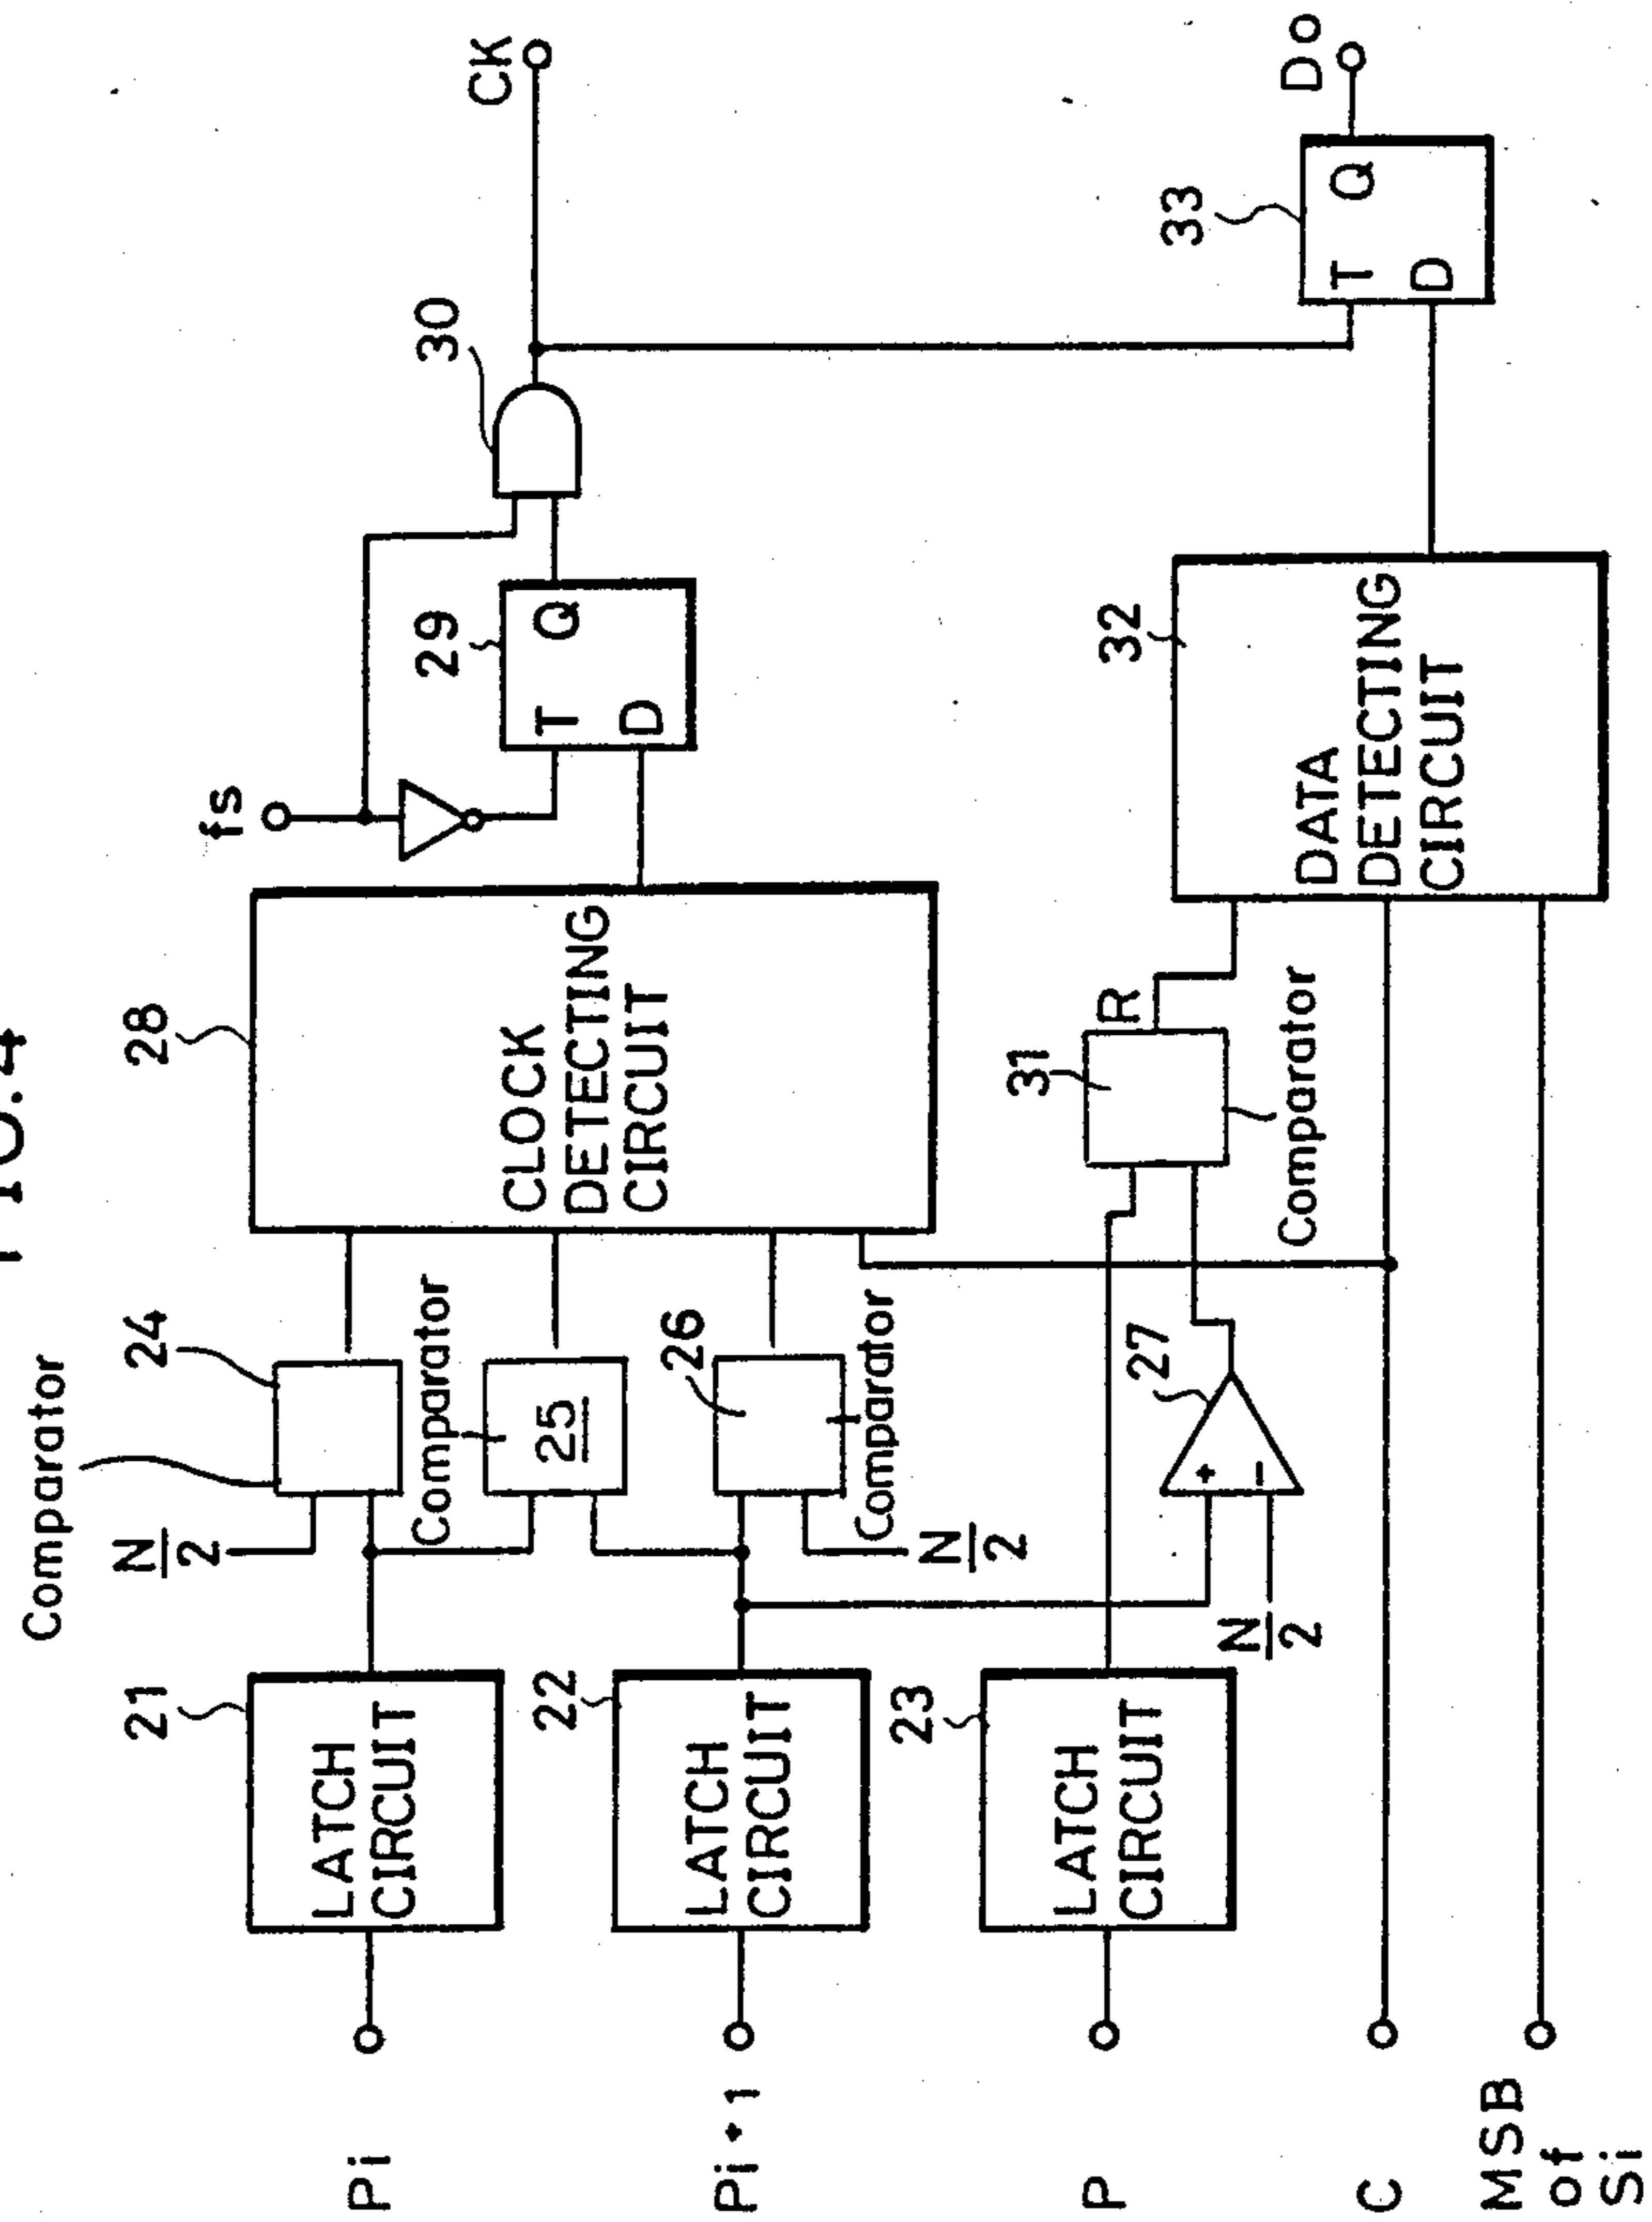 FIG. 4
Comparator
24
N/2
Comparator
25
26
Comparator
N/2
21
LATCH
CIRCUIT
22
LATCH
CIRCUIT
23
LATCH
CIRCUIT
Pi
Pi+1
P
C
MSB
of
Si
28
CLOCK
DETECTING
CIRCUIT
fs
29
T Q
D
30
CK
27
+
-
N/2
31
R
Comparator
32
DATA
DETECTING
CIRCUIT
33
T Q
D
Do